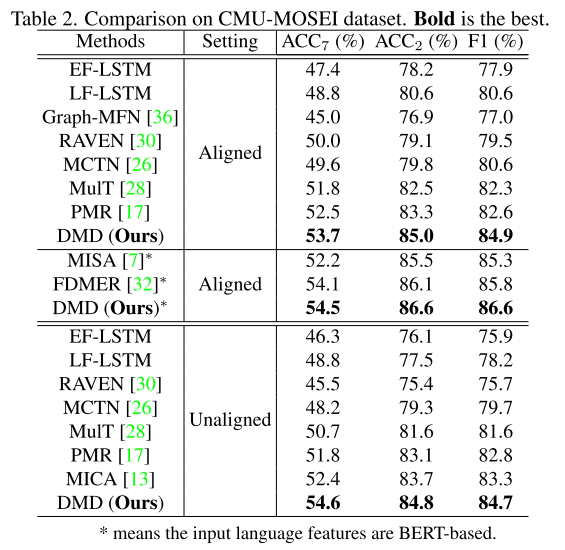 Table 2. Comparison on CMU-MOSEI dataset. Bold is the best.
Methods Setting ACC7 (%) ACC2 (%) F1 (%)
EF-LSTM 47.4 78.2 77.9
LF-LSTM 48.8 80.6 80.6
Graph-MFN [36] 45.0 76.9 77.0
RAVEN [30] 50.0 79.1 79.5
Aligned
MCTN [26] 49.6 79.8 80.6
MulT [28] 51.8 82.5 82.3
PMR [17] 52.5 83.3 82.6
DMD (Ours) 53.7 85.0 84.9
MISA [7]* 52.2 85.5 85.3
FDMER [32]* Aligned 54.1 86.1 85.8
DMD (Ours)* 54.5 86.6 86.6
EF-LSTM 46.3 76.1 75.9
LF-LSTM 48.8 77.5 78.2
RAVEN [30] 45.5 75.4 75.7
MCTN [26] 48.2 79.3 79.7
Unaligned
MulT [28] 50.7 81.6 81.6
PMR [17] 51.8 83.1 82.8
MICA [13] 52.4 83.7 83.3
DMD (Ours) 54.6 84.8 84.7
* means the input language features are BERT-based.